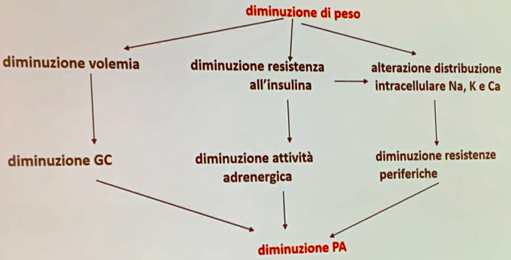 diminuzione di peso
diminuzione volemia
diminuzione resistenza
all'insulina
alterazione distribuzione
intracellulare Na, K e Ca
diminuzione GC
diminuzione attività
adrenergica
diminuzione resistenze
periferiche
diminuzione PA